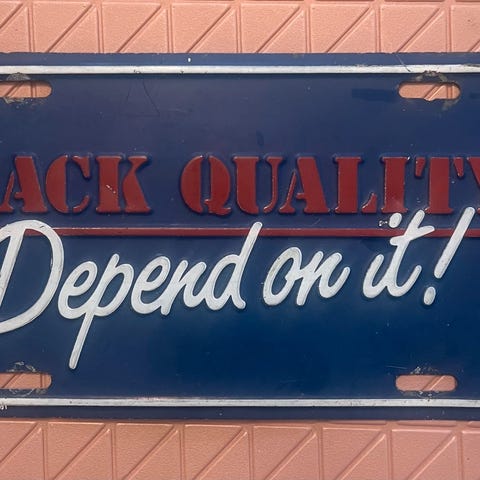 ACK QUALITY
Depend on it!